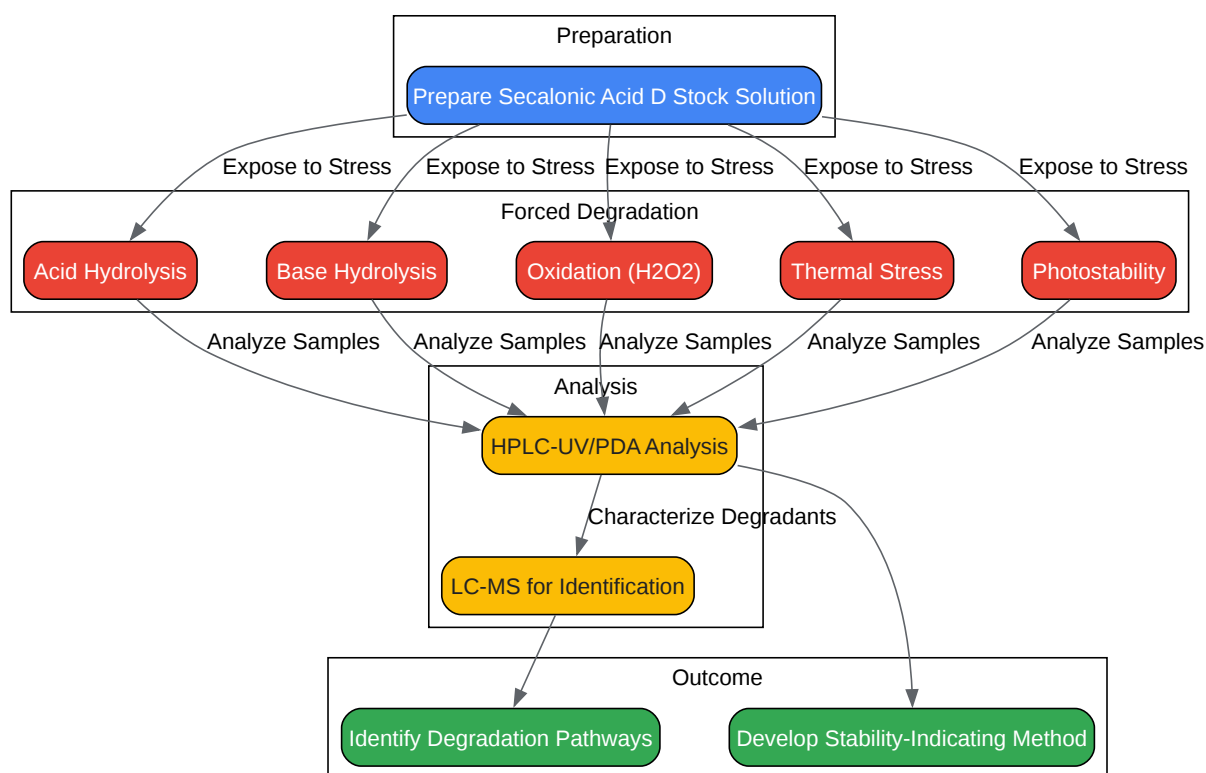 Preparation
Prepare Secalonic Acid D Stock Solution
Expose to Stress
Expose to Stress
Expose to Stress
Expose to Stress
Expose to Stress
Forced Degradation
Acid Hydrolysis
Base Hydrolysis
Oxidation (H2O2)
Thermal Stress
Photostability
Analyze Samples
Analyze Samples
Analyze Samples
Analyze Samples
Analyze Samples
Analysis
HPLC-UV/PDA Analysis
Characterize Degradants
LC-MS for Identification
Outcome
Identify Degradation Pathways
Develop Stability-Indicating Method